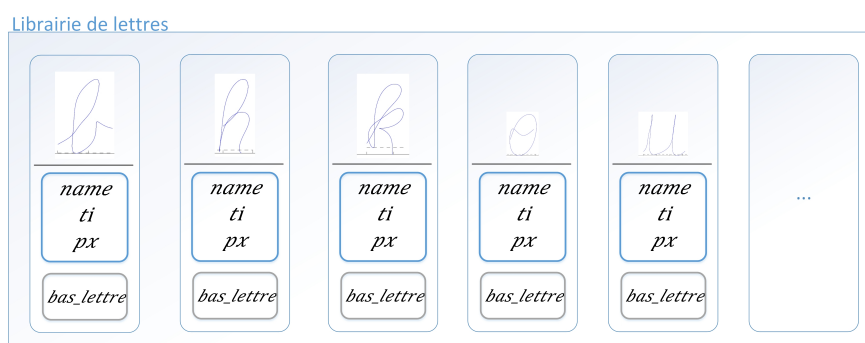 Librairie de lettres
b h k o u
name name name name name
ti ti ti ti ti
px px px px px
...
bas_lettre bas_lettre bas_lettre bas_lettre bas_lettre